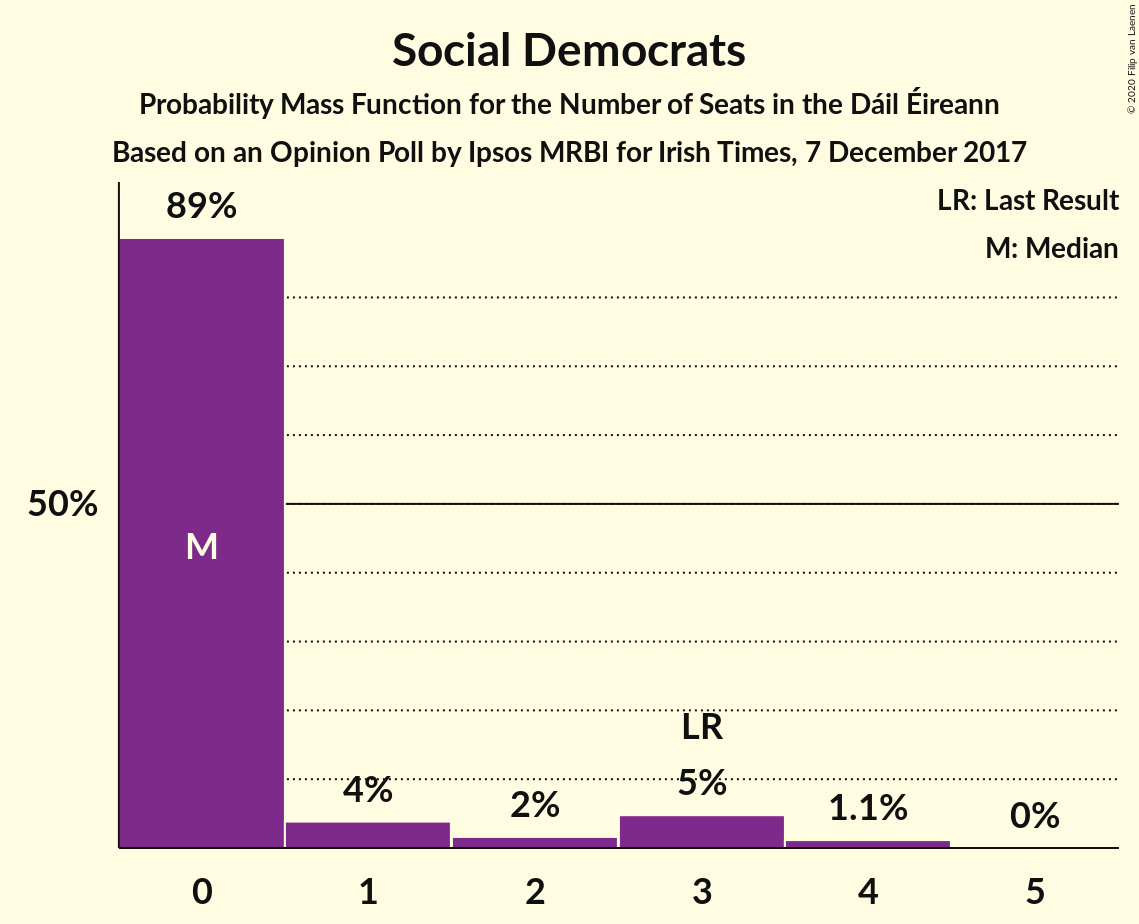 Social Democrats
Probability Mass Function for the Number of Seats in the Dáil Éireann
Based on an Opinion Poll by Ipsos MRBI for Irish Times, 7 December 2017
© 2020 Filip van Laenen
LR: Last Result
M: Median
89%
50%
M
LR
4%
2%
5%
1.1%
0%
0
1
2
3
4
5